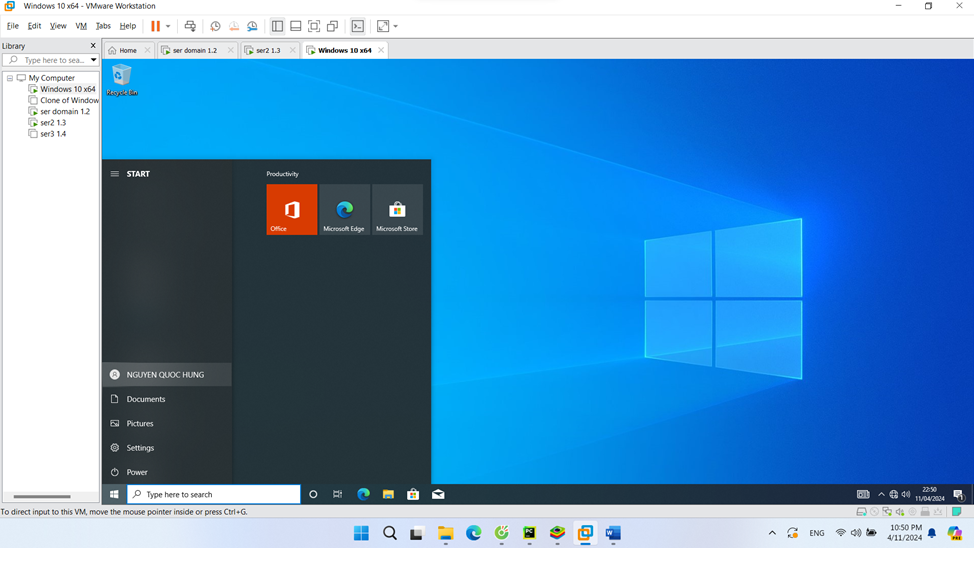 Windows 10 x64 - VMware Workstation
File Edit View VM Tabs Help
Library
Type here to sea...
Home ser domain 1.2 ser2 1.3 Windows 10 x64
My Computer
Windows 10 x64
Clone of Window
ser domain 1.2
ser2 1.3
ser3 1.4
Recycle Bin
START
Productivity
Office Microsoft Edge Microsoft Store
NGUYEN QUOC HUNG
Documents
Pictures
Settings
Power
Type here to search
22:50
11/04/2024
1
To direct input to this VM, move the mouse pointer inside or press Ctrl+G.
ENG
10:50 PM
4/11/2024
PRE